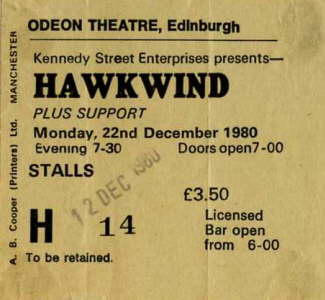 ODEON THEATRE, Edinburgh
Kennedy Street Enterprises presents—
HAWKWIND
PLUS SUPPORT
Monday, 22nd December 1980
Evening 7-30 Doors open 7-00
STALLS
12 DEC 1980
£3.50
H 14
Licensed
Bar open
from 6-00
To be retained.
A. B. Cooper (Printers) Ltd. MANCHESTER